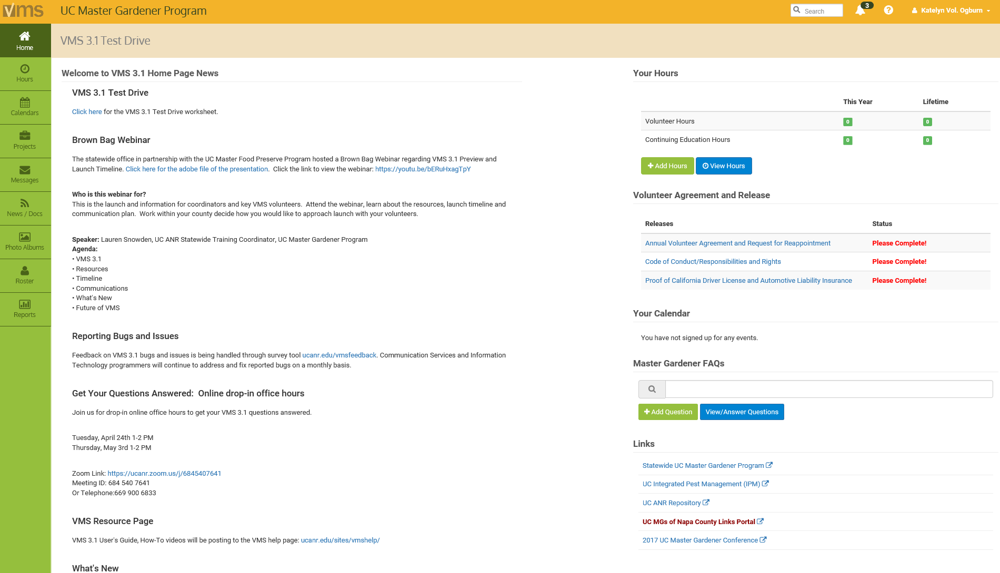 vms
UC Master Gardener Program
Search
3
Katelyn Vol. Ogburn
VMS 3.1 Test Drive
Home
Hours
Calendars
Projects
Messages
News / Docs
Photo Albums
Roster
Reports
Welcome to VMS 3.1 Home Page News
VMS 3.1 Test Drive
Click here for the VMS 3.1 Test Drive worksheet.
Brown Bag Webinar
The statewide office in partnership with the UC Master Food Preserve Program hosted a Brown Bag Webinar regarding VMS 3.1 Preview and
Launch Timeline. Click here for the adobe file of the presentation.  Click the link to view the webinar: https://youtu.be/bERuHxagTpY
Who is this webinar for?
This is the launch and information for coordinators and key VMS volunteers.  Attend the webinar, learn about the resources, launch timeline and
communication plan.  Work within your county decide how you would like to approach launch with your volunteers.
Speaker: Lauren Snowden, UC ANR Statewide Training Coordinator, UC Master Gardener Program
Agenda:
• VMS 3.1
• Resources
• Timeline
• Communications
• What's New
• Future of VMS
Reporting Bugs and Issues
Feedback on VMS 3.1 bugs and issues is being handled through survey tool ucanr.edu/vmsfeedback. Communication Services and Information
Technology programmers will continue to address and fix reported bugs on a monthly basis.
Get Your Questions Answered:  Online drop-in office hours
Join us for drop-in online office hours to get your VMS 3.1 questions answered.
Tuesday, April 24th 1-2 PM
Thursday, May 3rd 1-2 PM
Zoom Link: https://ucanr.zoom.us/j/6845407641
Meeting ID: 684 540 7641
Or Telephone:669 900 6833
VMS Resource Page
VMS 3.1 User's Guide, How-To videos will be posting to the VMS help page: ucanr.edu/sites/vmshelp/
What's New
Your Hours
This Year Lifetime
Volunteer Hours 0 0
Continuing Education Hours 0 0
Add Hours View Hours
Volunteer Agreement and Release
Releases Status
Annual Volunteer Agreement and Request for Reappointment Please Complete!
Code of Conduct/Responsibilities and Rights Please Complete!
Proof of California Driver License and Automotive Liability Insurance Please Complete!
Your Calendar
You have not signed up for any events.
Master Gardener FAQs
Add Question View/Answer Questions
Links
Statewide UC Master Gardener Program
UC Integrated Pest Management (IPM)
UC ANR Repository
UC MGs of Napa County Links Portal
2017 UC Master Gardener Conference